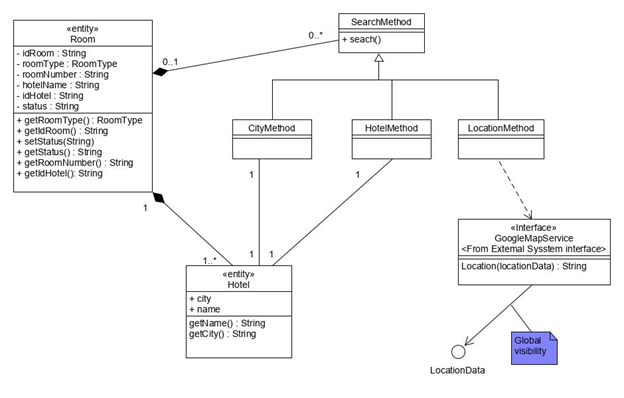 «entity»
Room
- idRoom : String
- roomType : RoomType
- roomNumber : String
- hotelName : String
- idHotel : String
- status : String
+ getRoomType() : RoomType
+ getIdRoom() : String
+ setStatus(String)
+ getStatus() : String
+ getRoomNumber() : String
+ getIdHotel(): String
0..1
0..*
SearchMethod
+ seach()
CityMethod
HotelMethod
LocationMethod
1
1
1
1
1
1..*
«entity»
Hotel
+ city
+ name
getName() : String
getCity() : String
«Interface»
GoogleMapService
<From External Sysstem interface>
Location(locationData) : String
Global
visibility
LocationData